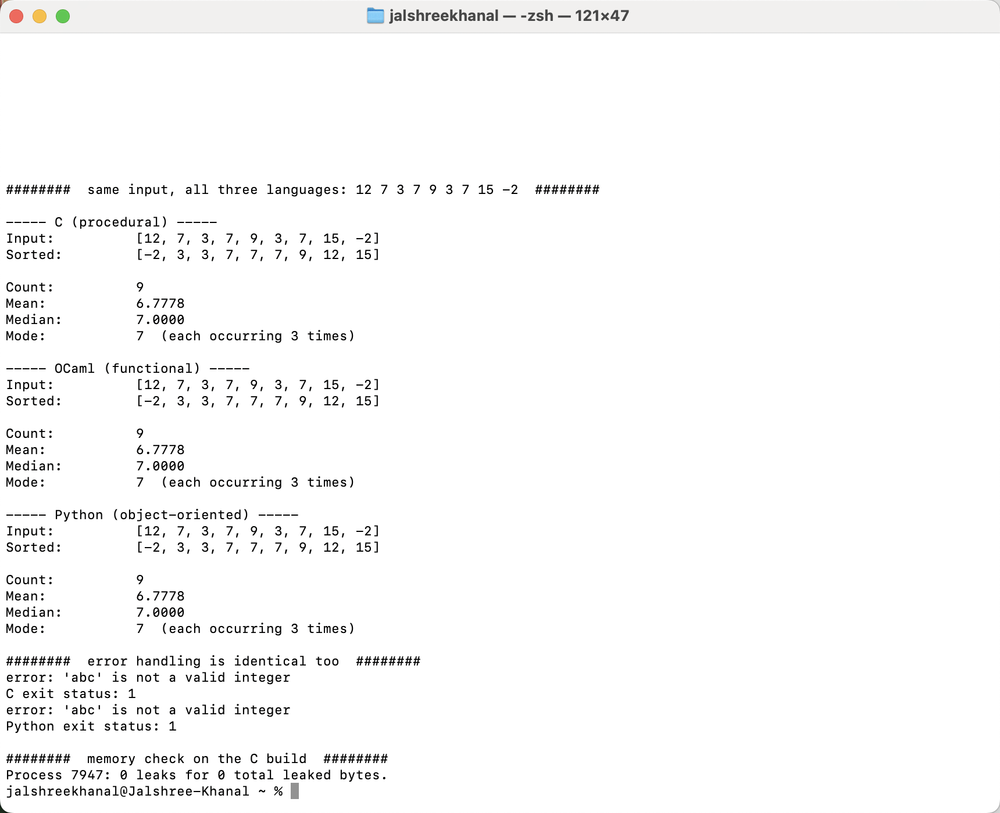 jalshreekhanal — -zsh — 121×47
########  same input, all three languages: 12 7 3 7 9 3 7 15 -2  ########
----- C (procedural) -----
Input:          [12, 7, 3, 7, 9, 3, 7, 15, -2]
Sorted:         [-2, 3, 3, 7, 7, 7, 9, 12, 15]
Count:          9
Mean:           6.7778
Median:         7.0000
Mode:           7  (each occurring 3 times)
----- OCaml (functional) -----
Input:          [12, 7, 3, 7, 9, 3, 7, 15, -2]
Sorted:         [-2, 3, 3, 7, 7, 7, 9, 12, 15]
Count:          9
Mean:           6.7778
Median:         7.0000
Mode:           7  (each occurring 3 times)
----- Python (object-oriented) -----
Input:          [12, 7, 3, 7, 9, 3, 7, 15, -2]
Sorted:         [-2, 3, 3, 7, 7, 7, 9, 12, 15]
Count:          9
Mean:           6.7778
Median:         7.0000
Mode:           7  (each occurring 3 times)
########  error handling is identical too  ########
error: 'abc' is not a valid integer
C exit status: 1
error: 'abc' is not a valid integer
Python exit status: 1
########  memory check on the C build  ########
Process 7947: 0 leaks for 0 total leaked bytes.
jalshreekhanal@Jalshree-Khanal ~ %